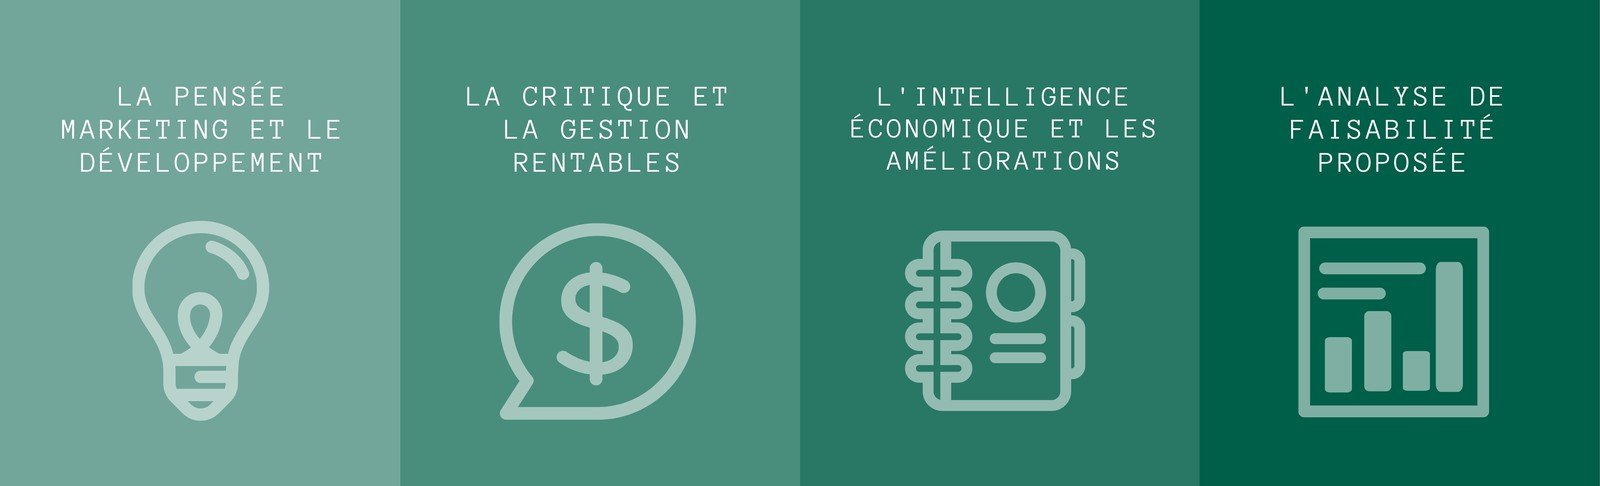 LA PENSÉE
MARKETING ET LE
DÉVELOPPEMENT
LA CRITIQUE ET
LA GESTION
RENTABLES
L'INTELLIGENCE
ÉCONOMIQUE ET LES
AMÉLIORATIONS
L'ANALYSE DE
FAISABILITÉ
PROPOSÉE
$